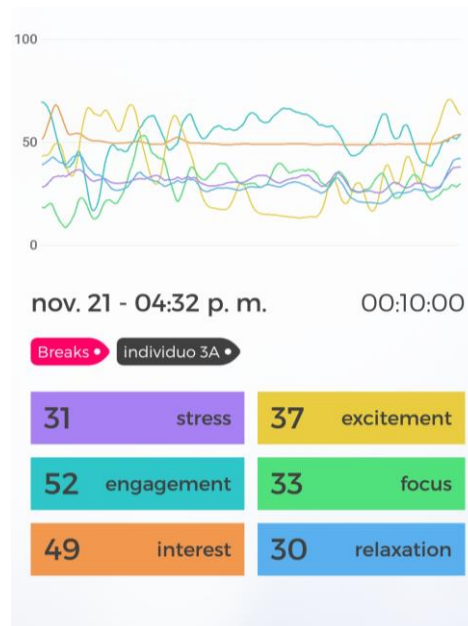 100
50
0
nov. 21 - 04:32 p. m. 00:10:00
Breaks individuo 3A
31 stress 37 excitement
52 engagement 33 focus
49 interest 30 relaxation